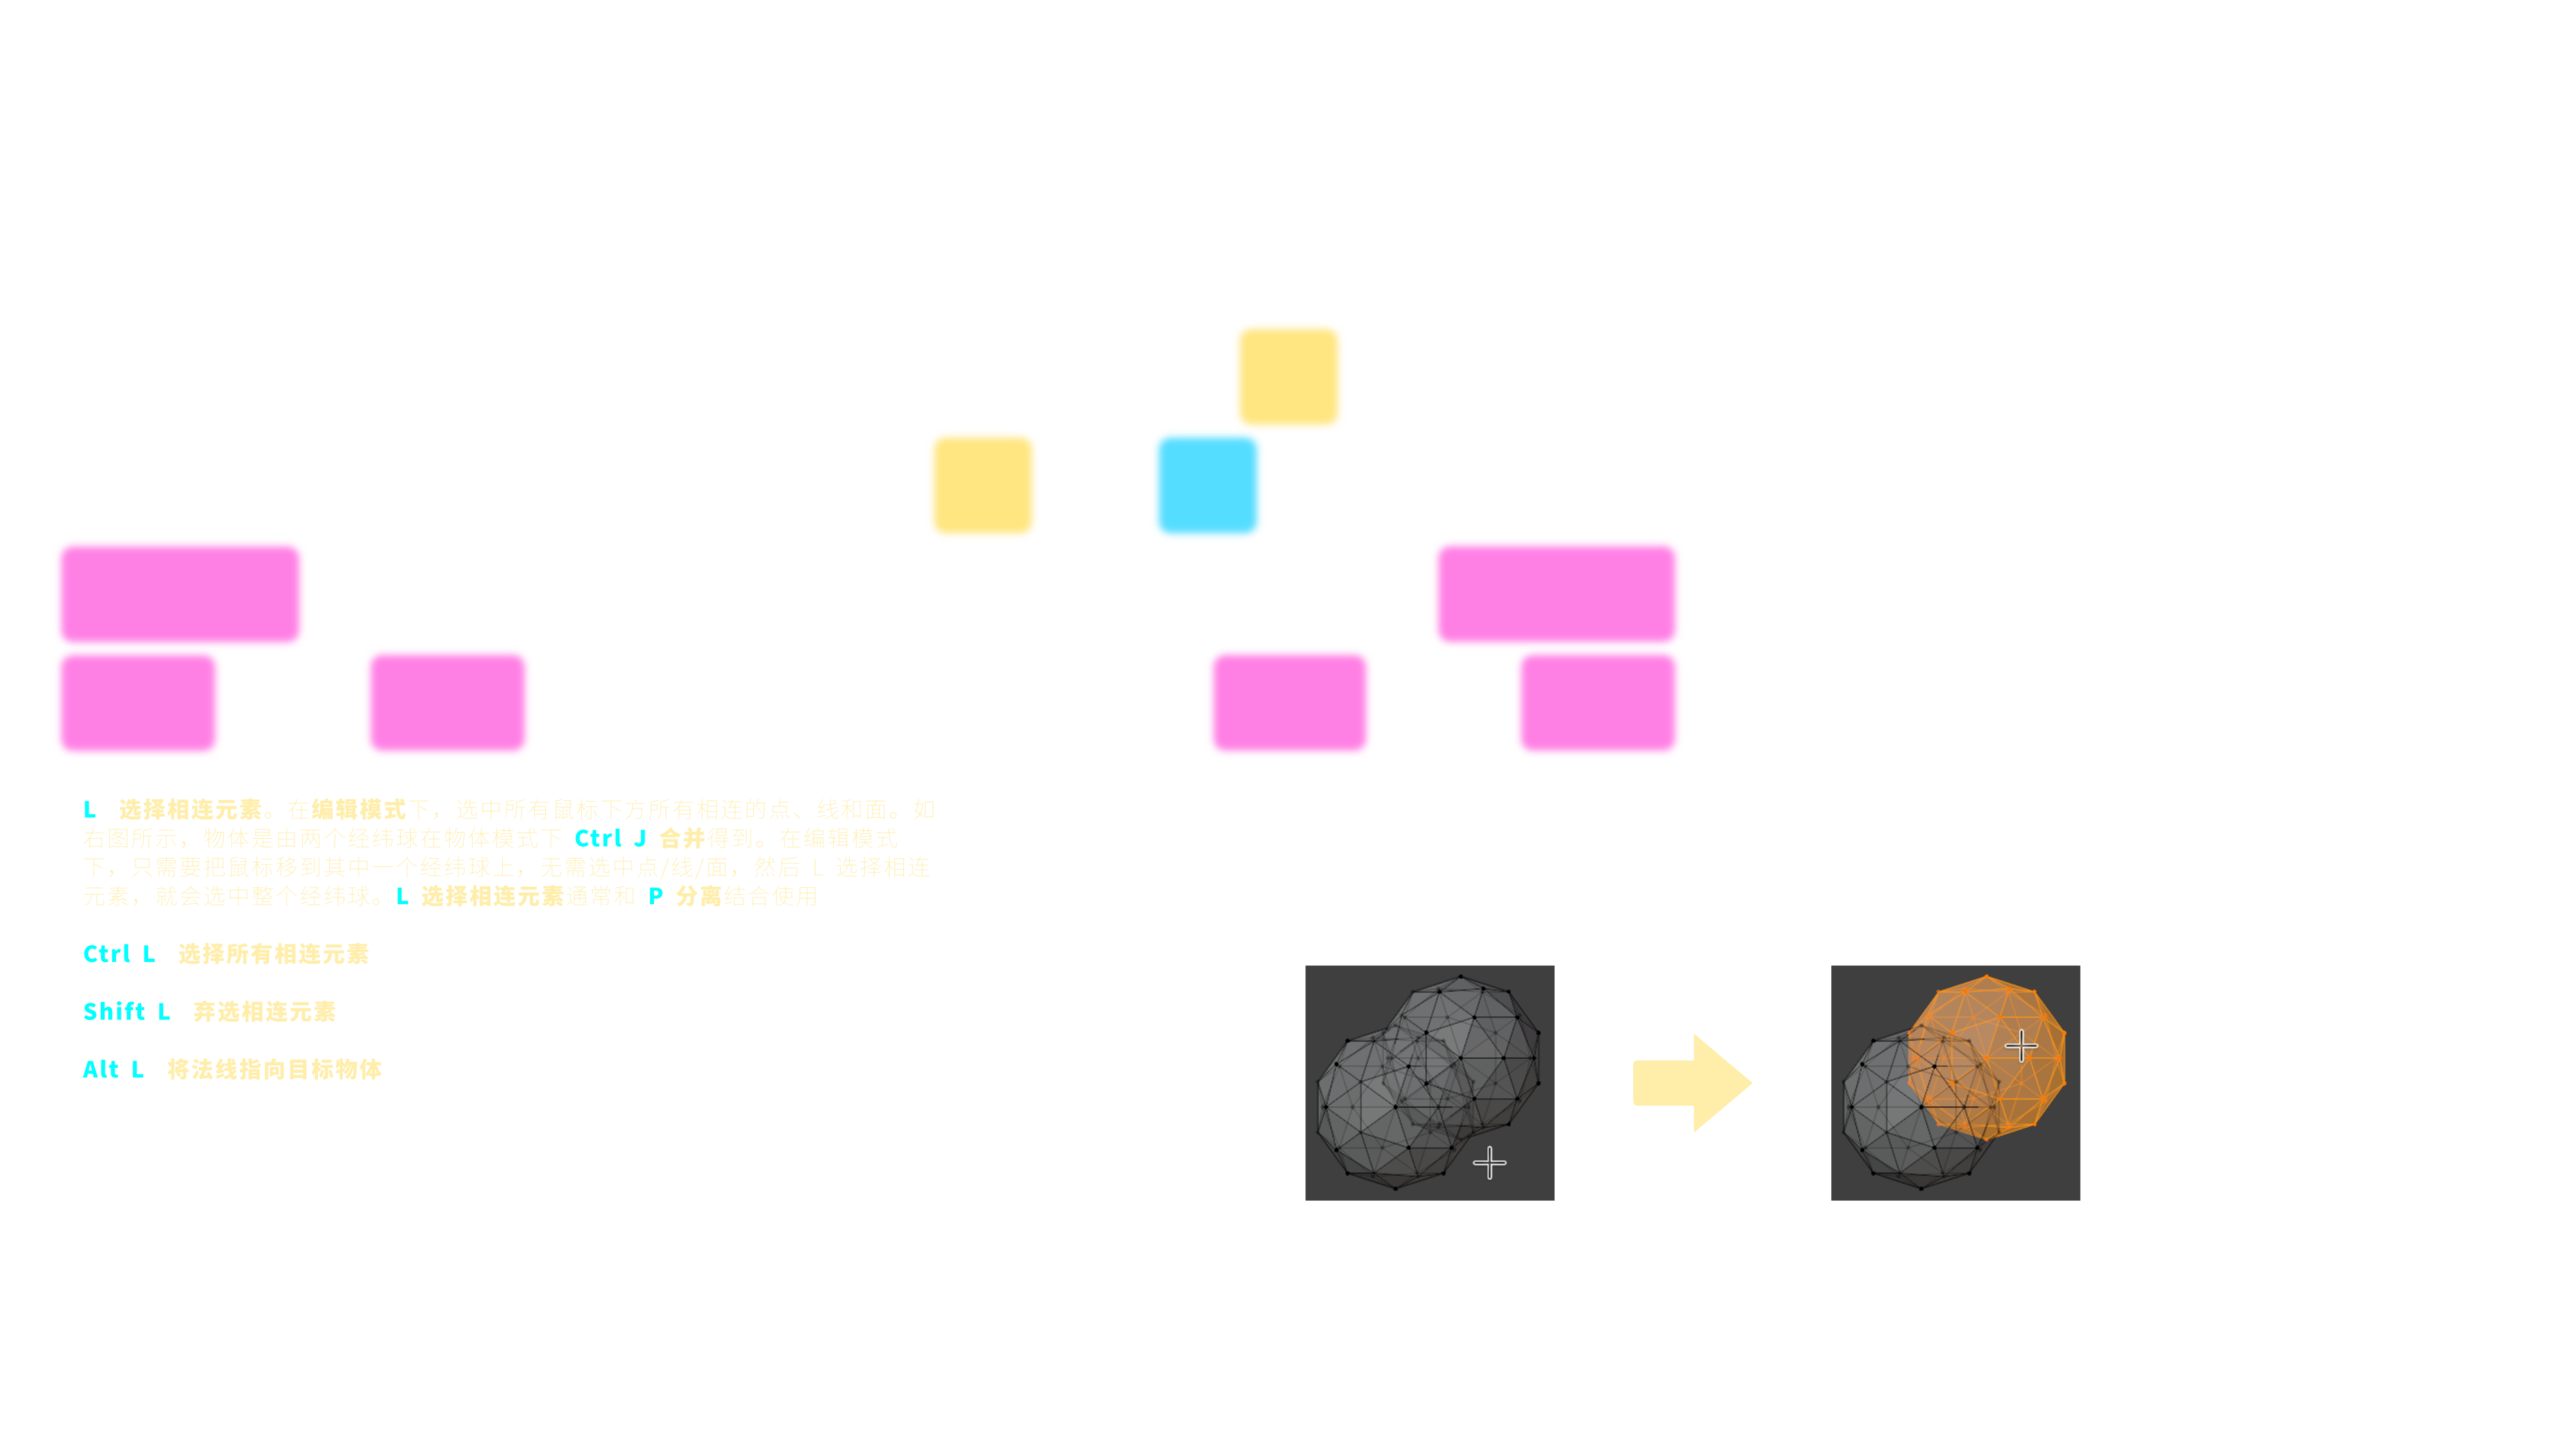 L 选择相连元素。在编辑模式下，选中所有鼠标下方所有相连的点、线和面。如
右图所示，物体是由两个经纬球在物体模式下 Ctrl J 合并得到。在编辑模式
下，只需要把鼠标移到其中一个经纬球上，无需选中点/线/面，然后 L 选择相连
元素，就会选中整个经纬球。L 选择相连元素通常和 P 分离结合使用
Ctrl L 选择所有相连元素
Shift L 弃选相连元素
Alt L 将法线指向目标物体